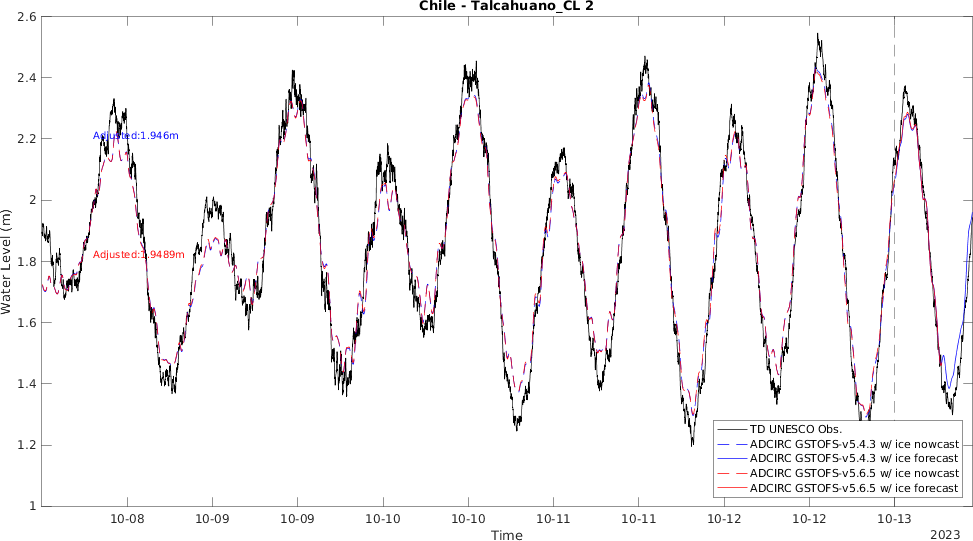 Chile - Talcahuano_CL 2
2.6
2.4
2.2
2
1.8
1.6
1.4
1.2
1
Water Level (m)
Adjusted:1.946m
Adjusted:1.9489m
TD UNESCO Obs.
ADCIRC GSTOFS-v5.4.3 w/ ice nowcast
ADCIRC GSTOFS-v5.4.3 w/ ice forecast
ADCIRC GSTOFS-v5.6.5 w/ ice nowcast
ADCIRC GSTOFS-v5.6.5 w/ ice forecast
10-08 10-09 10-09 10-10 10-10 10-11 10-11 10-12 10-12 10-13
Time
2023